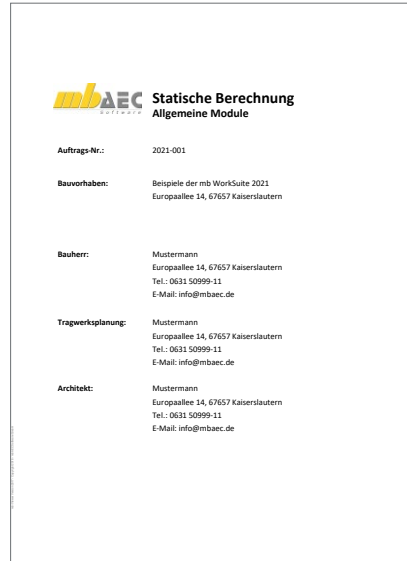 mbAEC Statische Berechnung
Software Allgemeine Module
Auftrags-Nr.: 2021-001
Bauvorhaben: Beispiele der mb WorkSuite 2021
Europaallee 14, 67657 Kaiserslautern
Bauherr: Mustermann
Europaallee 14, 67657 Kaiserslautern
Tel.: 0631 50999-11
E-Mail: info@mbaec.de
Tragwerksplanung: Mustermann
Europaallee 14, 67657 Kaiserslautern
Tel.: 0631 50999-11
E-Mail: info@mbaec.de
Architekt: Mustermann
Europaallee 14, 67657 Kaiserslautern
Tel.: 0631 50999-11
E-Mail: info@mbaec.de